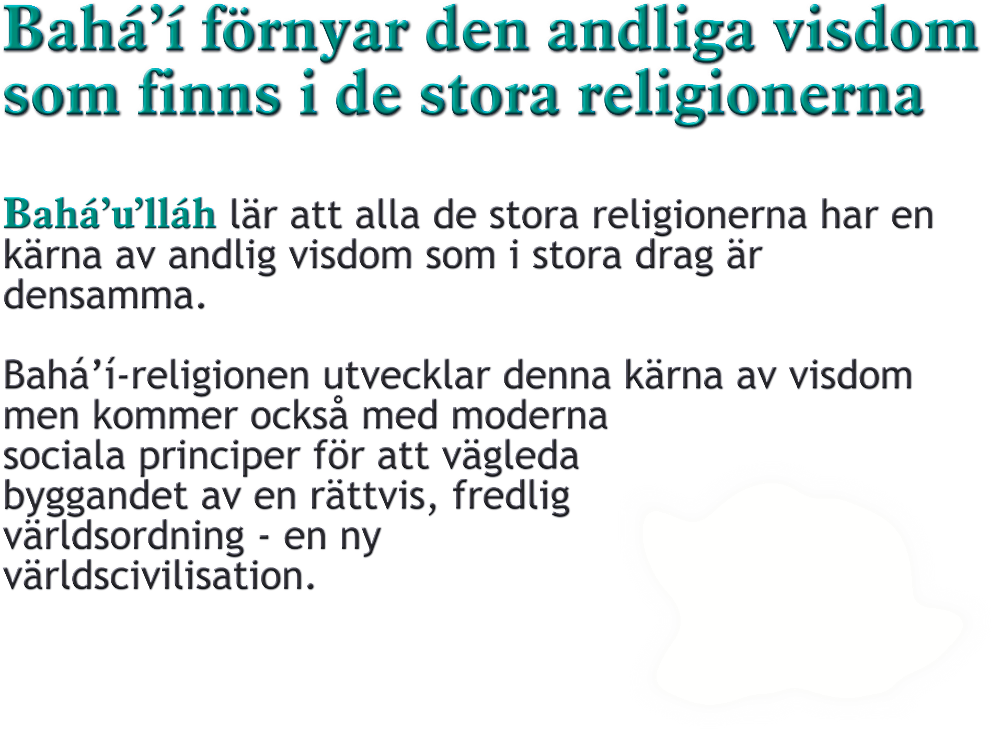 Bahá’í förnyar den andliga visdom
som finns i de stora religionerna
Bahá’u’lláh lär att alla de stora religionerna har en
kärna av andlig visdom som i stora drag är
densamma.
Bahá’í-religionen utvecklar denna kärna av visdom
men kommer också med moderna
sociala principer för att vägleda
byggandet av en rättvis, fredlig
världsordning - en ny
världscivilisation.